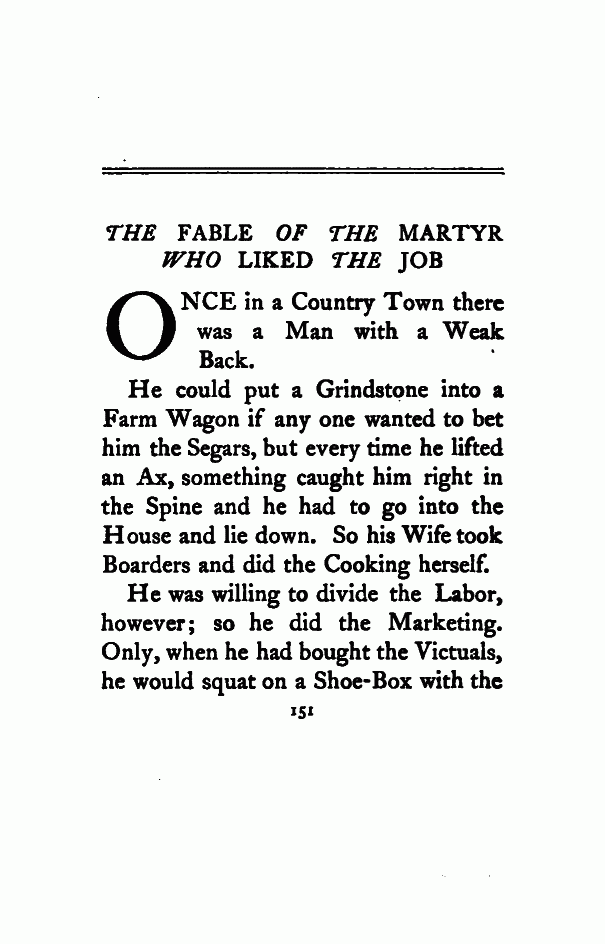 THE FABLE OF THE MARTYR
WHO LIKED THE JOB
ONCE in a Country Town there
was a Man with a Weak
Back.
He could put a Grindstone into a
Farm Wagon if any one wanted to bet
him the Segars, but every time he lifted
an Ax, something caught him right in
the Spine and he had to go into the
House and lie down. So his Wife took
Boarders and did the Cooking herself.
He was willing to divide the Labor,
however; so he did the Marketing.
Only, when he had bought the Victuals,
he would squat on a Shoe-Box with the
151